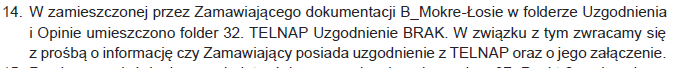 14. W zamieszczonej przez Zamawiającego dokumentacji B_Mokre-Łosie w folderze Uzgodnienia
i Opinie umieszczono folder 32. TELNAP Uzgodnienie BRAK. W związku z tym zwracamy się
z prośbą o informację czy Zamawiający posiada uzgodnienie z TELNAP oraz o jego załączenie.